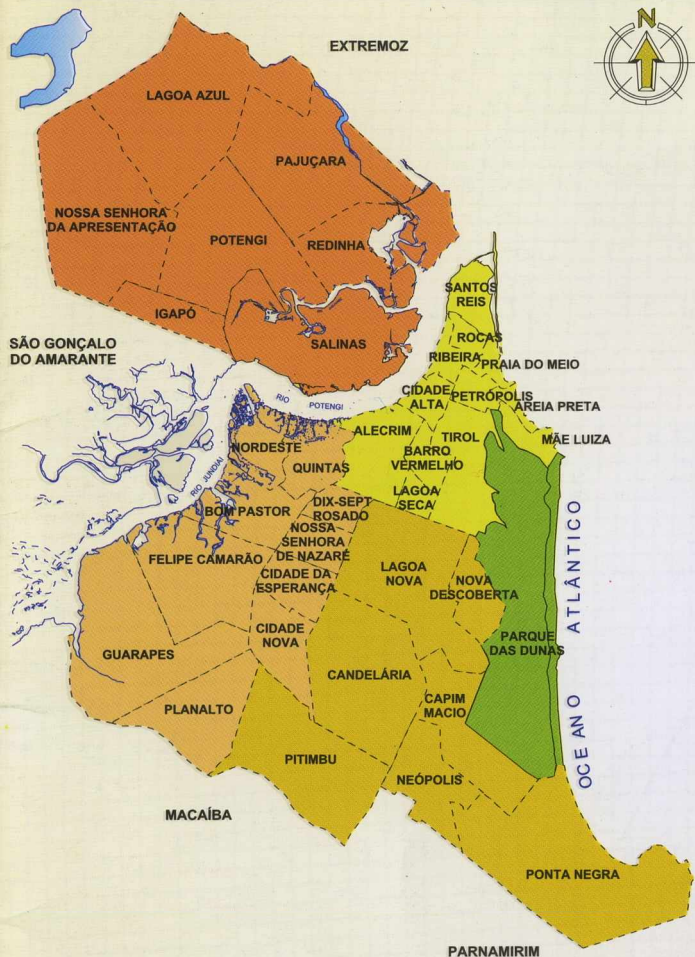 N
EXTREMOZ
LAGOA AZUL
PAJUÇARA
NOSSA SENHORA
DA APRESENTAÇÃO
POTENGI
REDINHA
IGAPÓ
SALINAS
SANTOS
REIS
ROCAS
RIBEIRA
PRAIA DO MEIO
SÃO GONÇALO
DO AMARANTE
CIDADE
ALTA
PETRÓPOLIS
AREIA PRETA
RIO POTENGI
ALECRIM
TIROL
MÃE LUIZA
NORDESTE
BARRO
VERMELHO
QUINTAS
RIO JUNDIAÍ
LAGOA
SECA
BOM PASTOR
DIX-SEPT
ROSADO
NOSSA
SENHORA
DE NAZARÉ
FELIPE CAMARÃO
CIDADE DA
ESPERANÇA
LAGOA
NOVA
NOVA
DESCOBERTA
OCEANO ATLÂNTICO
PARQUE
DAS DUNAS
CIDADE
NOVA
GUARAPES
CANDELÁRIA
PLANALTO
CAPIM
MACIO
PITIMBU
NEÓPOLIS
MACAÍBA
PONTA NEGRA
PARNAMIRIM